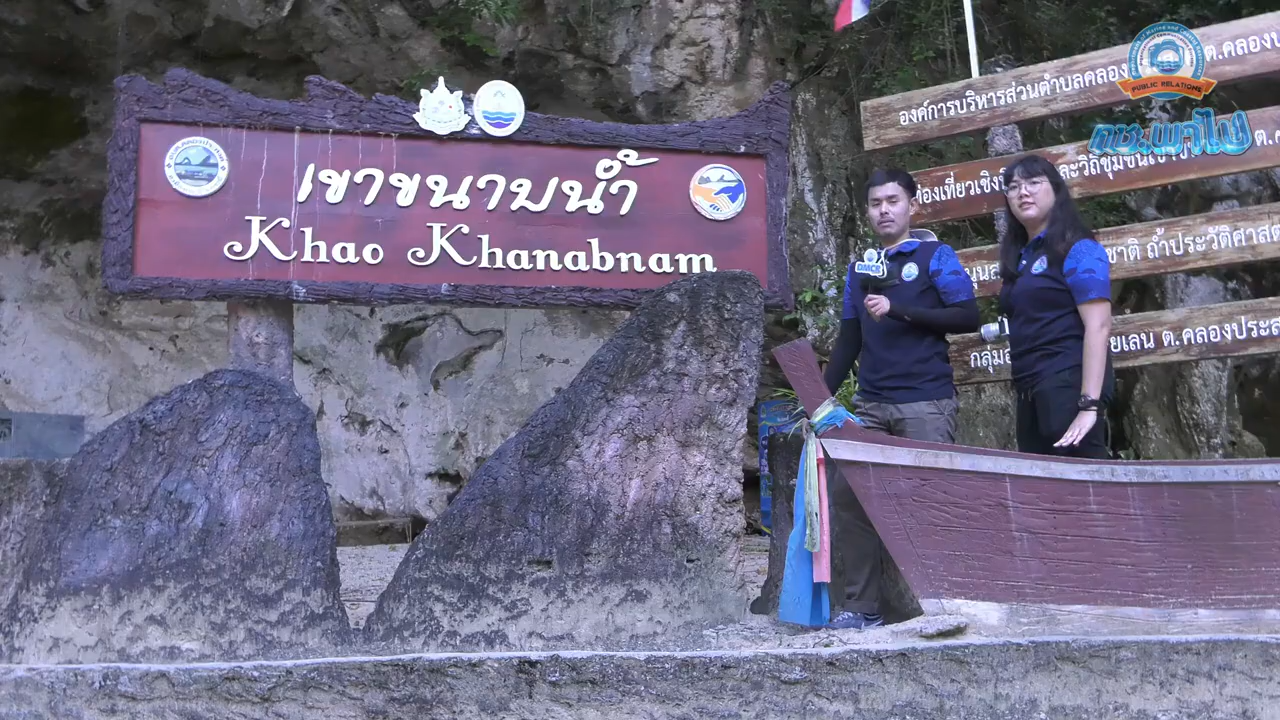 เขาขนาบน้ำ
Khao Khanabnam
องค์การบริหารส่วนตำบลคลอง
ต.คลองป
ท่องเที่ยวเชิง
ละวิถีชุมชน
ชาติ ถ้ำประวัติศาสต
กลุ่ม
ยเลน ต.คลองประส
DMCR
PUBLIC RELATIONS
ทช.พาไป